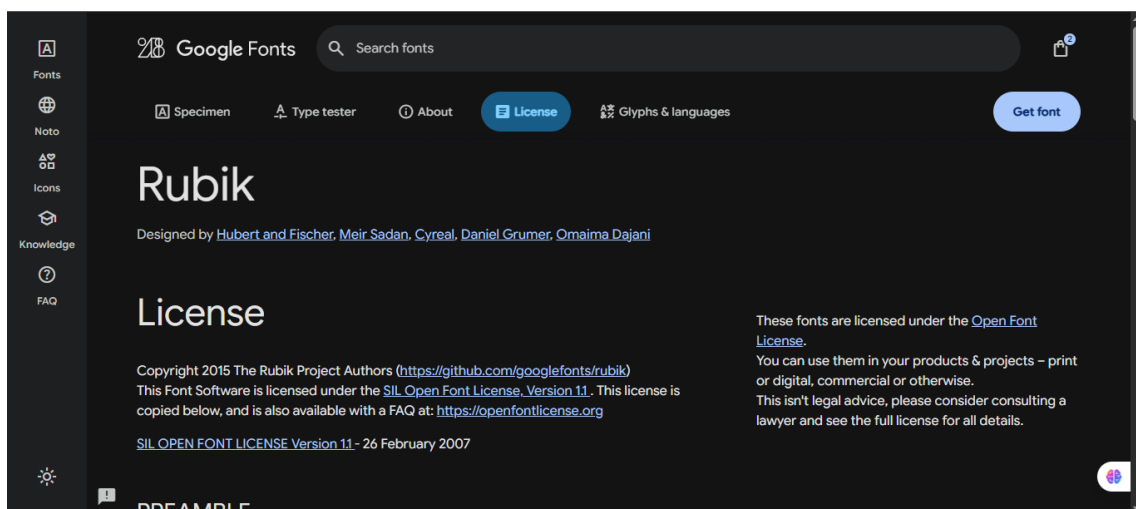 Google Fonts
Search fonts
2
Fonts
Noto
Icons
Knowledge
FAQ
Specimen
Type tester
About
License
Glyphs & languages
Get font
Rubik
Designed by Hubert and Fischer, Meir Sadan, Cyreal, Daniel Grumer, Omaima Dajani
License
Copyright 2015 The Rubik Project Authors (https://github.com/googlefonts/rubik)
This Font Software is licensed under the SIL Open Font License, Version 1.1 . This license is
copied below, and is also available with a FAQ at: https://openfontlicense.org
SIL OPEN FONT LICENSE Version 1.1 - 26 February 2007
These fonts are licensed under the Open Font
License.
You can use them in your products & projects – print
or digital, commercial or otherwise.
This isn't legal advice, please consider consulting a
lawyer and see the full license for all details.
PREAMBLE